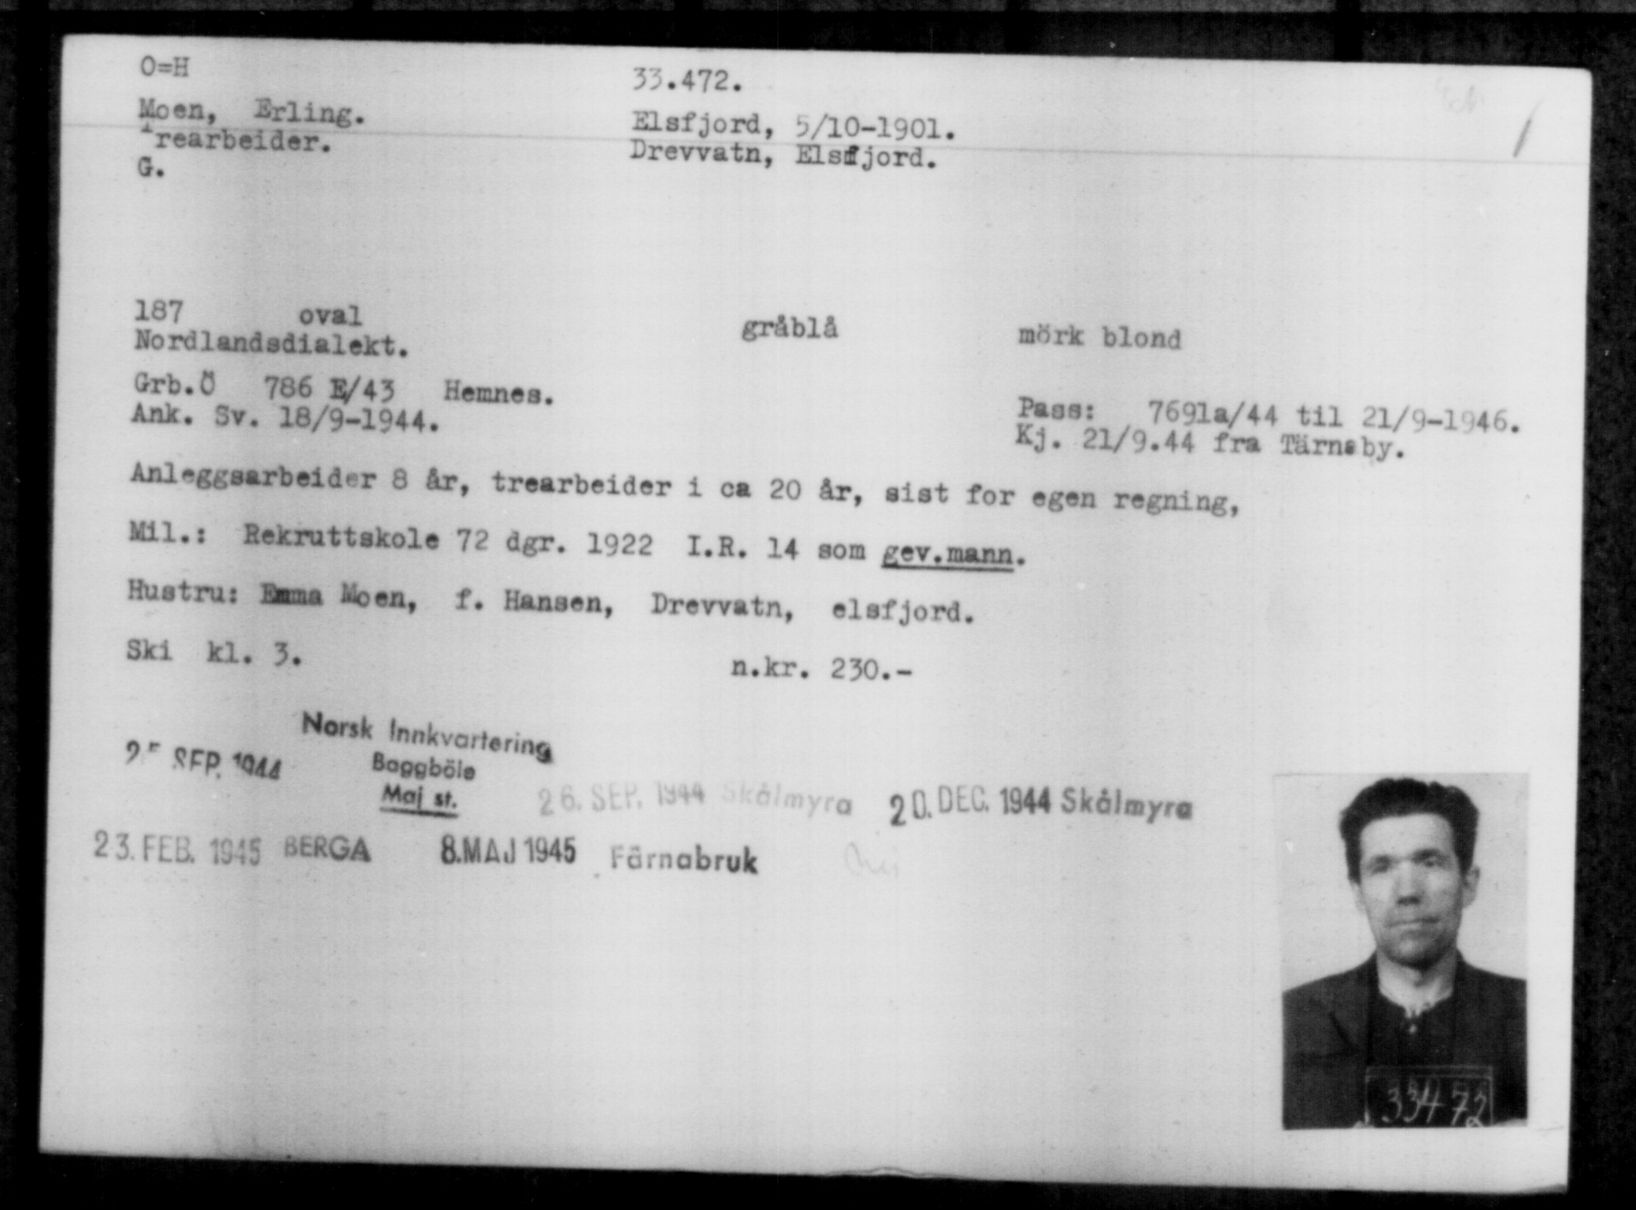 O=H 33.472.
Moen, Erling. Elsfjord, 5/10-1901.
Trearbeider. Drevvatn, Elsfjord.
G.
187 oval gråblå mörk blond
Nordlandsdialekt.
Grb.Ö 786 E/43 Hemnes. Pass: 7691a/44 til 21/9-1946.
Ank. Sv. 18/9-1944. Kj. 21/9.44 fra Tärnaby.
Anleggsarbeider 8 år, trearbeider i ca 20 år, sist for egen regning,
Mil.: Rekruttskole 72 dgr. 1922 I.R. 14 som gev.mann.
Hustru: Emma Moen, f. Hansen, Drevvatn, elsfjord.
Ski kl. 3. n.kr. 230.-
Norsk Innkvartering
Baggböle
Maj st.
SEP. 1944
26. SEP. 1944 Skålmyra 20. DEC. 1944 Skålmyra
23. FEB. 1945 BERGA 8. MAJ 1945 Färnabruk
33472